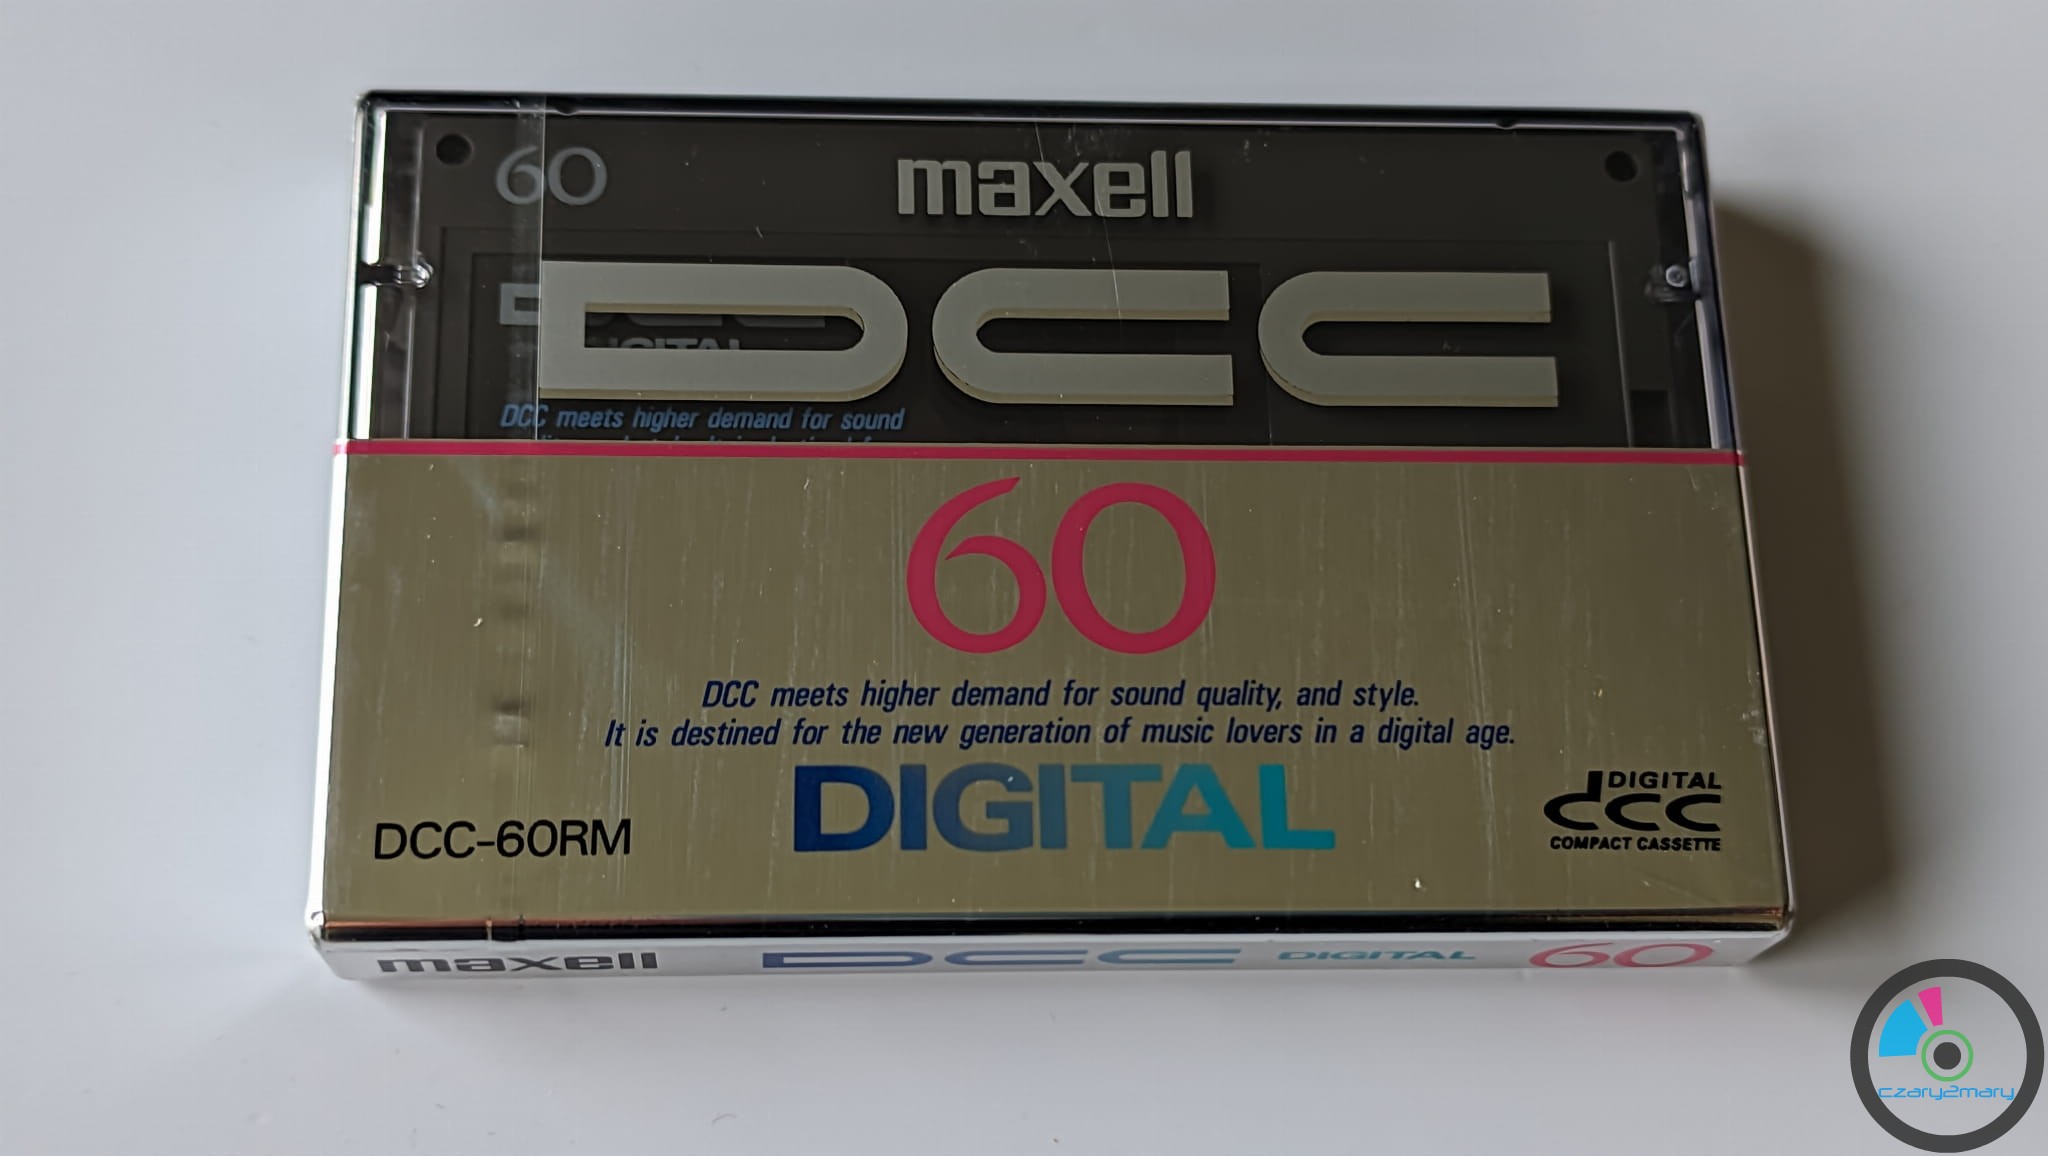 60
maxell
DCC
DIGITAL
DCC meets higher demand for sound
60
DCC meets higher demand for sound quality, and style.
It is destined for the new generation of music lovers in a digital age.
DIGITAL
DCC-60RM
DIGITAL
dcc
COMPACT CASSETTE
maxell DCC DIGITAL 60
czary2mary